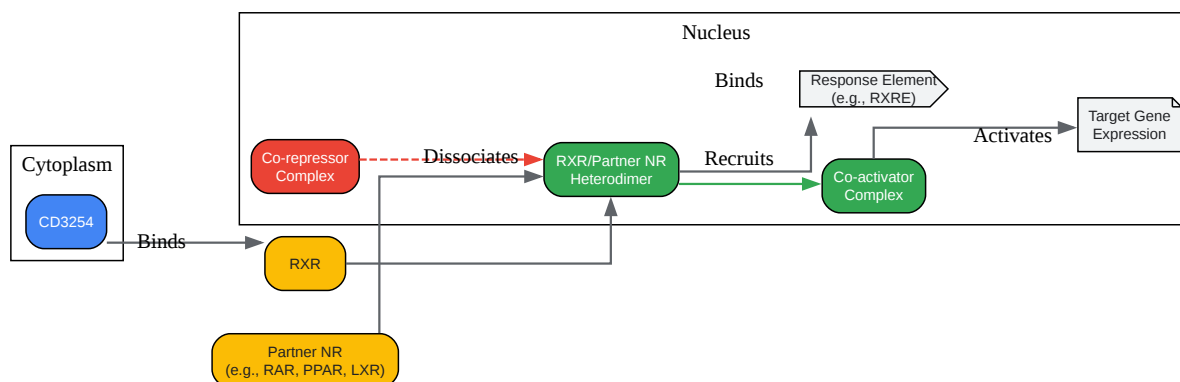 Nucleus
Binds
Response Element
(e.g., RXRE)
Target Gene
Expression
Activates
Cytoplasm
Co-repressor
Complex
Dissociates
RXR/Partner NR
Heterodimer
Recruits
Co-activator
Complex
CD3254
Binds
RXR
Partner NR
(e.g., RAR, PPAR, LXR)